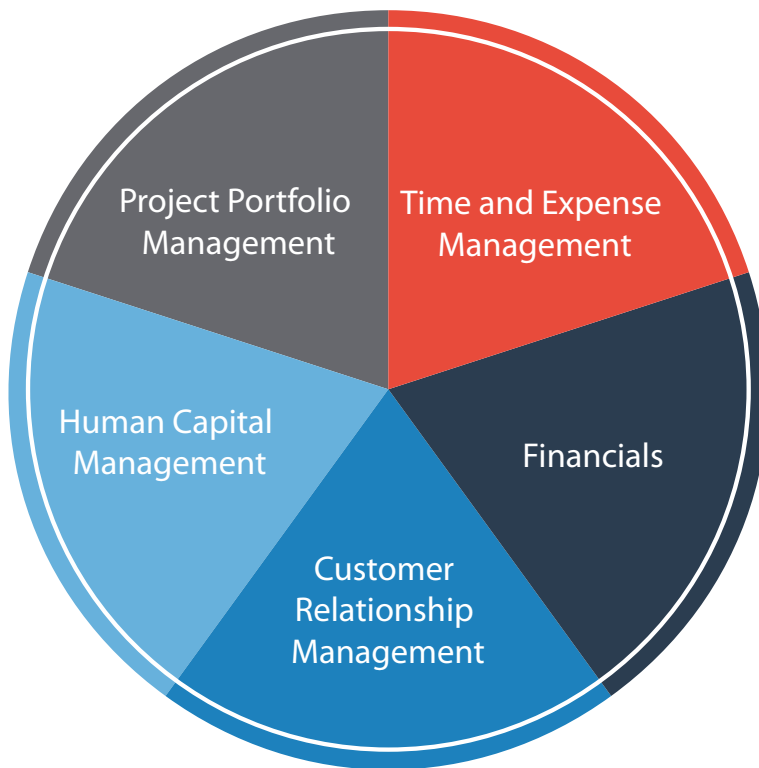 Project Portfolio
Management
Time and Expense
Management
Human Capital
Management
Financials
Customer
Relationship
Management